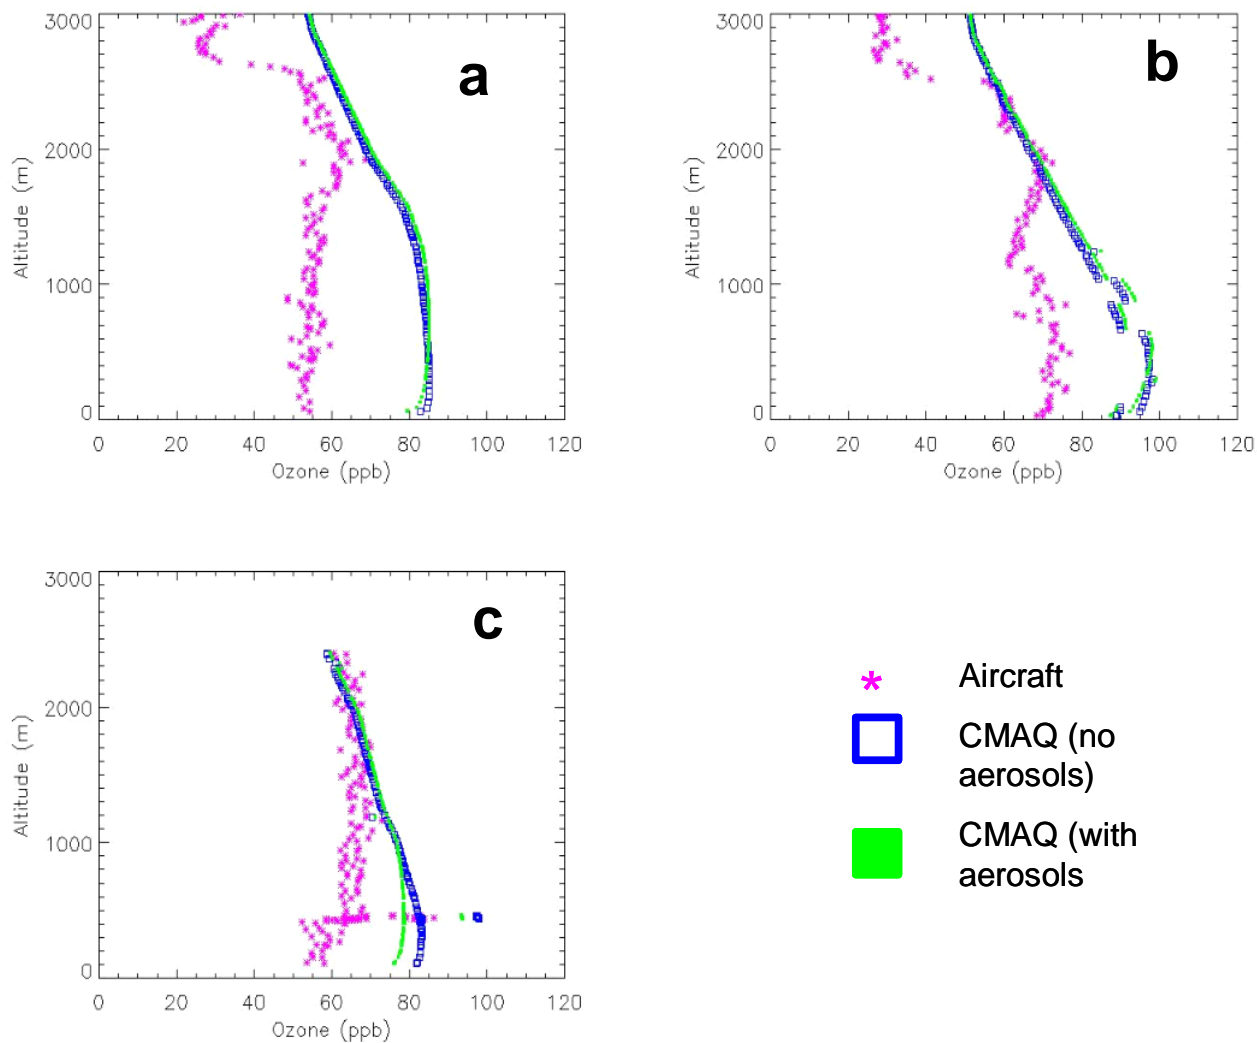 a
3000
2000
1000
0
Altitude (m)
0 20 40 60 80 100 120
Ozone (ppb)
b
3000
2000
1000
0
Altitude (m)
0 20 40 60 80 100 120
Ozone (ppb)
c
3000
2000
1000
0
Altitude (m)
0 20 40 60 80 100 120
Ozone (ppb)
* Aircraft
CMAQ (no
aerosols)
CMAQ (with
aerosols